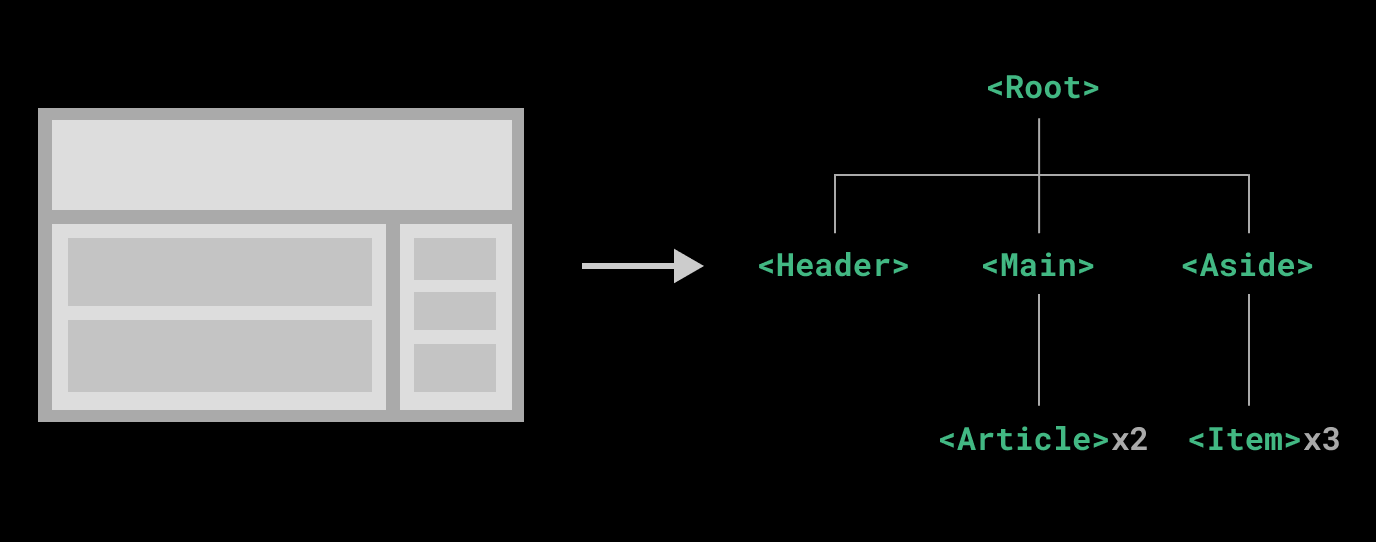 <Root>
<Header> <Main> <Aside>
<Article>x2 <Item>x3